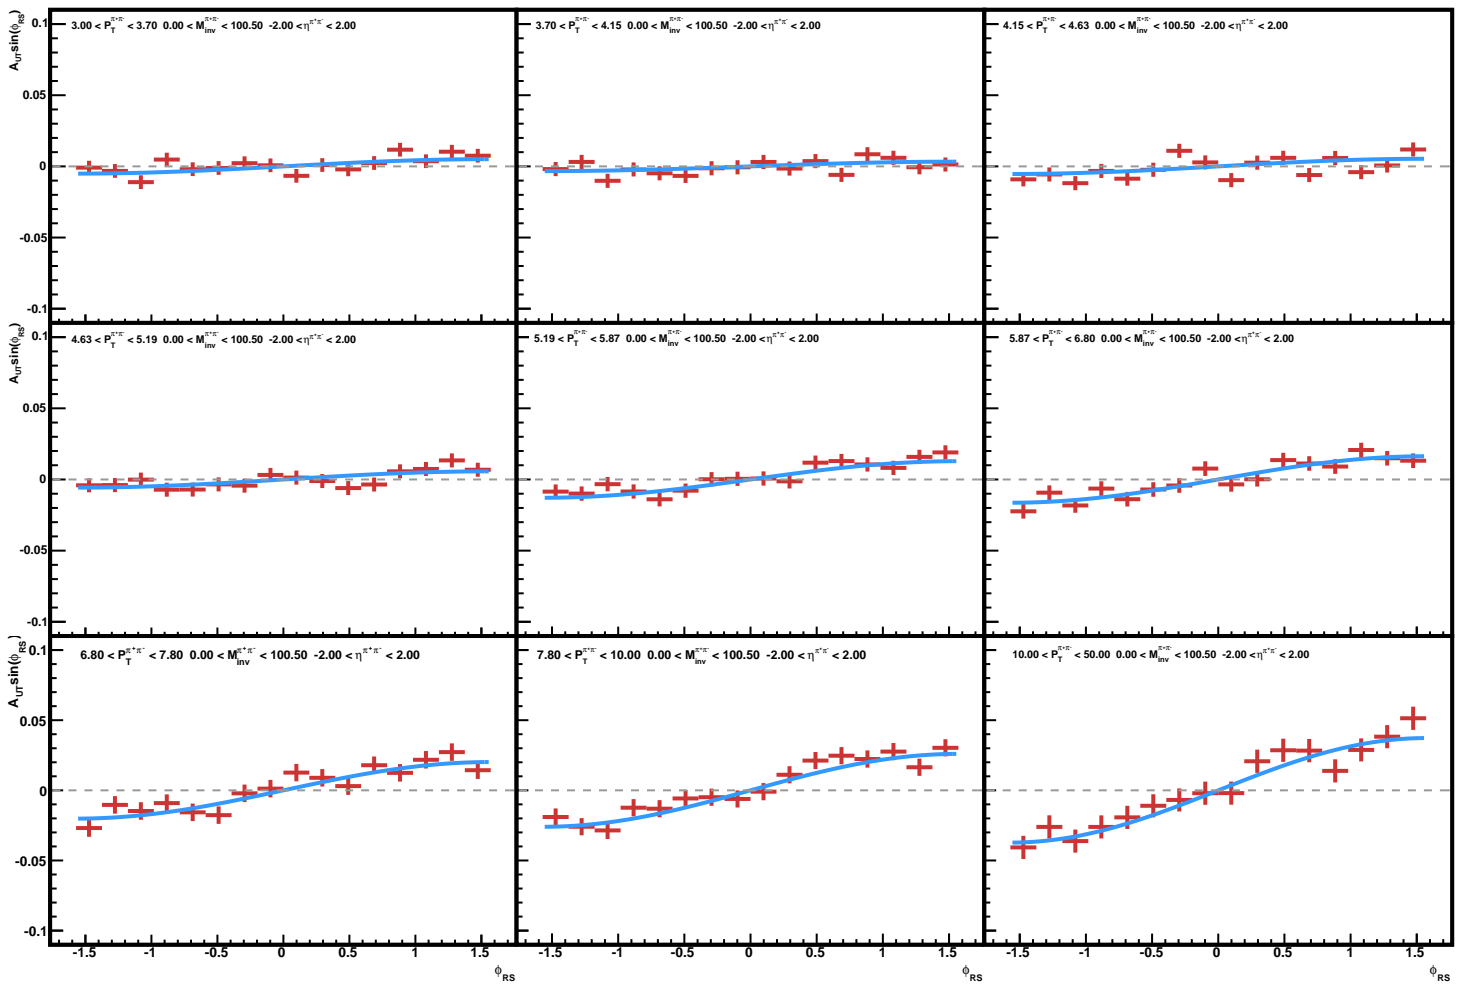 A_UT sin(φ_RS)
3.00 < P_T^π+π- < 3.70 0.00 < M_inv^π+π- < 100.50 -2.00 < η^π+π- < 2.00
3.70 < P_T^π+π- < 4.15 0.00 < M_inv^π+π- < 100.50 -2.00 < η^π+π- < 2.00
4.15 < P_T^π+π- < 4.63 0.00 < M_inv^π+π- < 100.50 -2.00 < η^π+π- < 2.00
0.1
0.05
0
-0.05
-0.1
A_UT sin(φ_RS)
4.63 < P_T^π+π- < 5.19 0.00 < M_inv^π+π- < 100.50 -2.00 < η^π+π- < 2.00
5.19 < P_T^π+π- < 5.87 0.00 < M_inv^π+π- < 100.50 -2.00 < η^π+π- < 2.00
5.87 < P_T^π+π- < 6.80 0.00 < M_inv^π+π- < 100.50 -2.00 < η^π+π- < 2.00
0.1
0.05
0
-0.05
-0.1
A_UT sin(φ_RS)
6.80 < P_T^π+π- < 7.80 0.00 < M_inv^π+π- < 100.50 -2.00 < η^π+π- < 2.00
7.80 < P_T^π+π- < 10.00 0.00 < M_inv^π+π- < 100.50 -2.00 < η^π+π- < 2.00
10.00 < P_T^π+π- < 50.00 0.00 < M_inv^π+π- < 100.50 -2.00 < η^π+π- < 2.00
0.1
0.05
0
-0.05
-0.1
-1.5 -1 -0.5 0 0.5 1 1.5
-1.5 -1 -0.5 0 0.5 1 1.5
-1.5 -1 -0.5 0 0.5 1 1.5
φ_RS
φ_RS
φ_RS